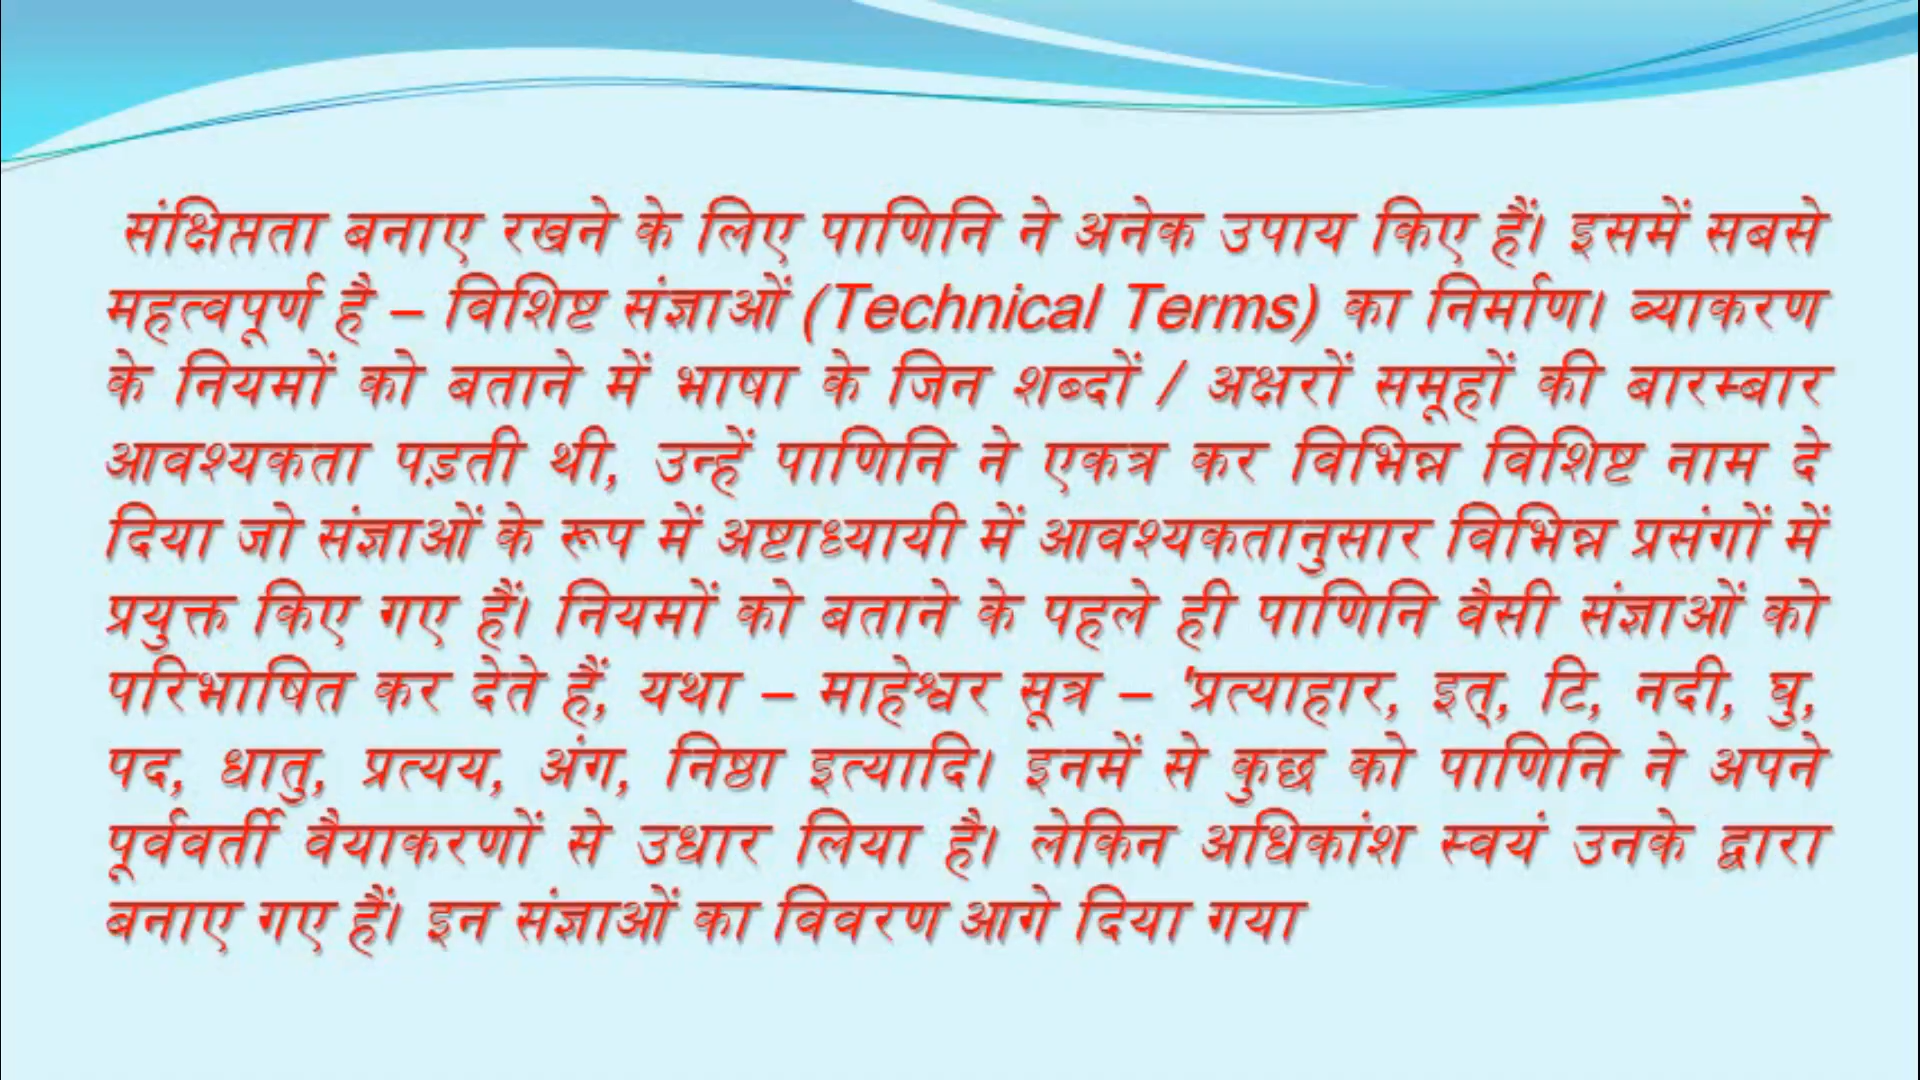 संक्षिप्तता बनाए रखने के लिए पाणिनि ने अनेक उपाय किए हैं। इसमें सबसे
महत्वपूर्ण है – विशिष्ट संज्ञाओं (Technical Terms) का निर्माण। व्याकरण
के नियमों को बताने में भाषा के जिन शब्दों / अक्षरों समूहों की बारम्बार
आवश्यकता पड़ती थी, उन्हें पाणिनि ने एकत्र कर विभिन्न विशिष्ट नाम दे
दिया जो संज्ञाओं के रूप में अष्टाध्यायी में आवश्यकतानुसार विभिन्न प्रसंगों में
प्रयुक्त किए गए हैं। नियमों को बताने के पहले ही पाणिनि वैसी संज्ञाओं को
परिभाषित कर देते हैं, यथा – माहेश्वर सूत्र – 'प्रत्याहार, इत्, टि, नदी, घु,
पद, धातु, प्रत्यय, अंग, निष्ठा इत्यादि। इनमें से कुछ को पाणिनि ने अपने
पूर्ववर्ती वैयाकरणों से उधार लिया है। लेकिन अधिकांश स्वयं उनके द्वारा
बनाए गए हैं। इन संज्ञाओं का विवरण आगे दिया गया